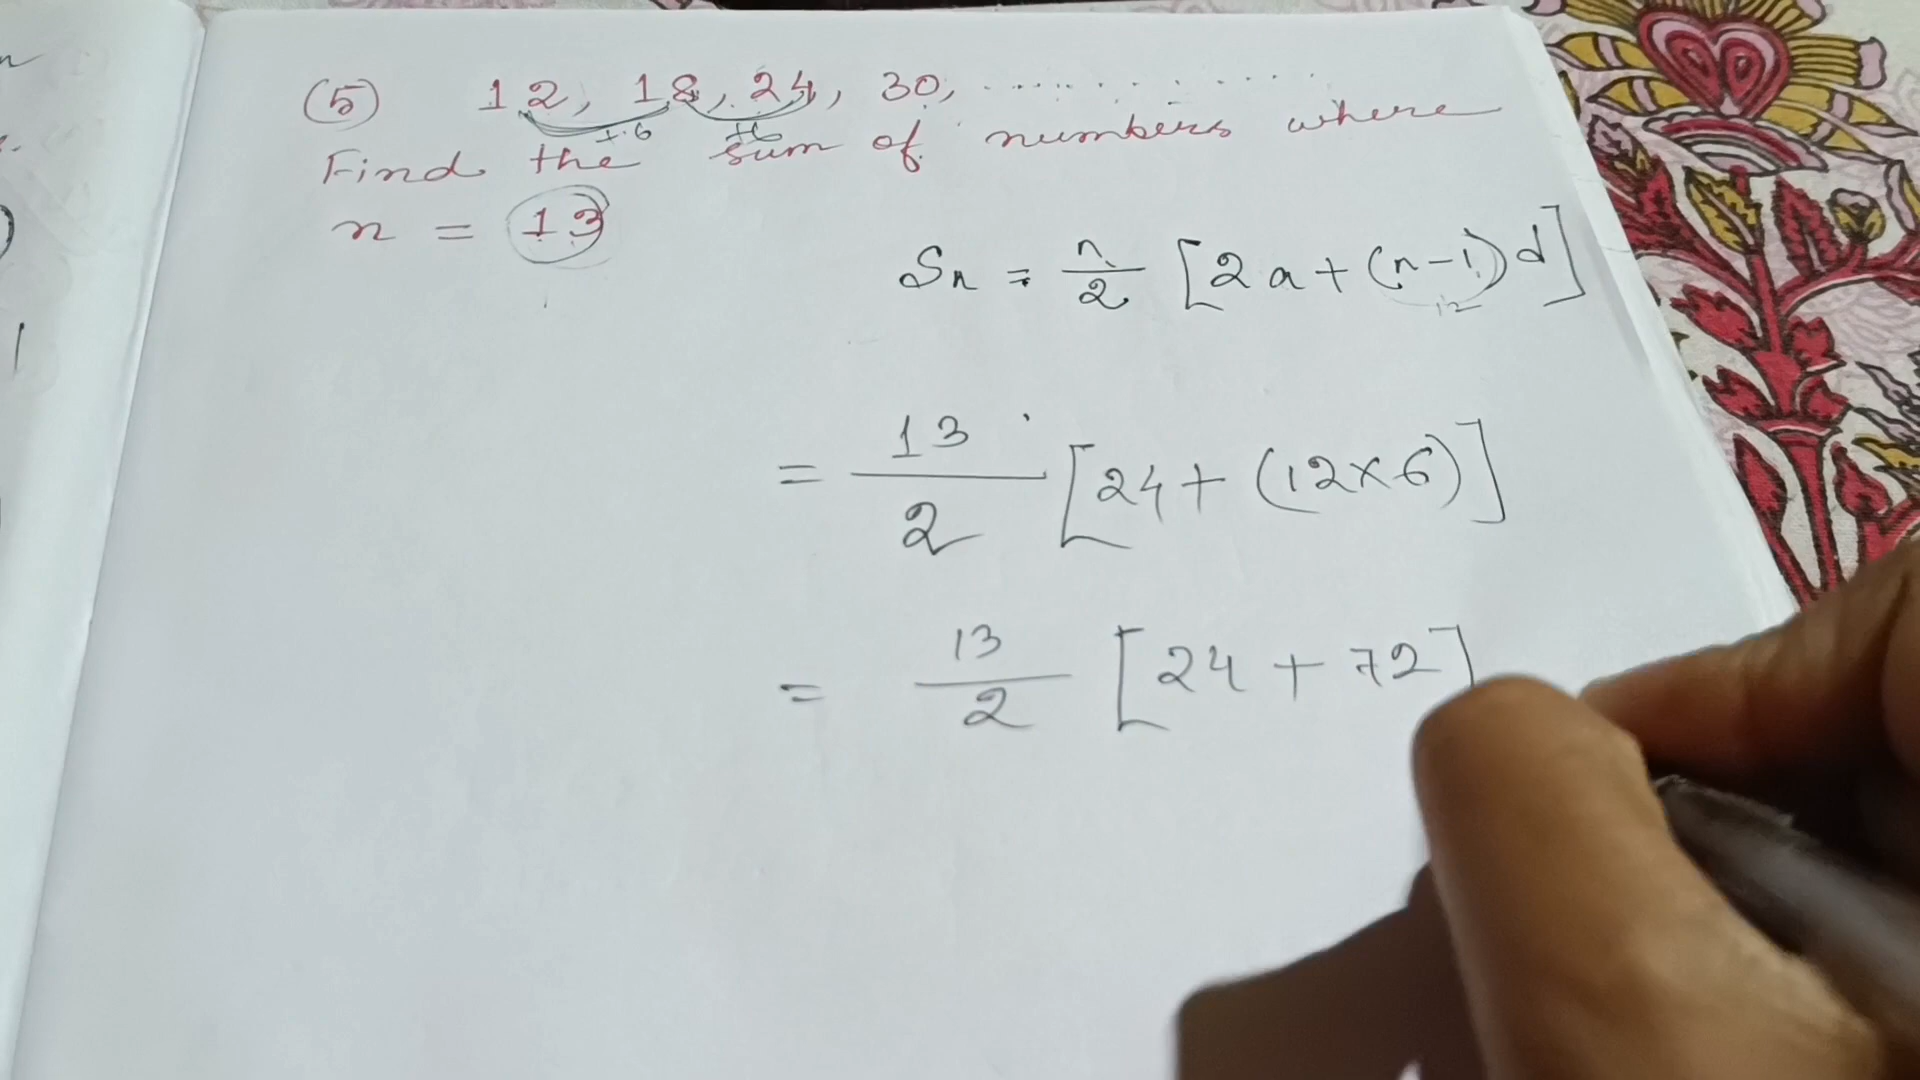 (5) 12, 18, 24, 30, ..............
+6 +6
Find the sum of numbers where
n = 13
Sn = n/2 [2a+(n-1)d]
12
= 13/2 [24+(12×6)]
= 13/2 [24+72]